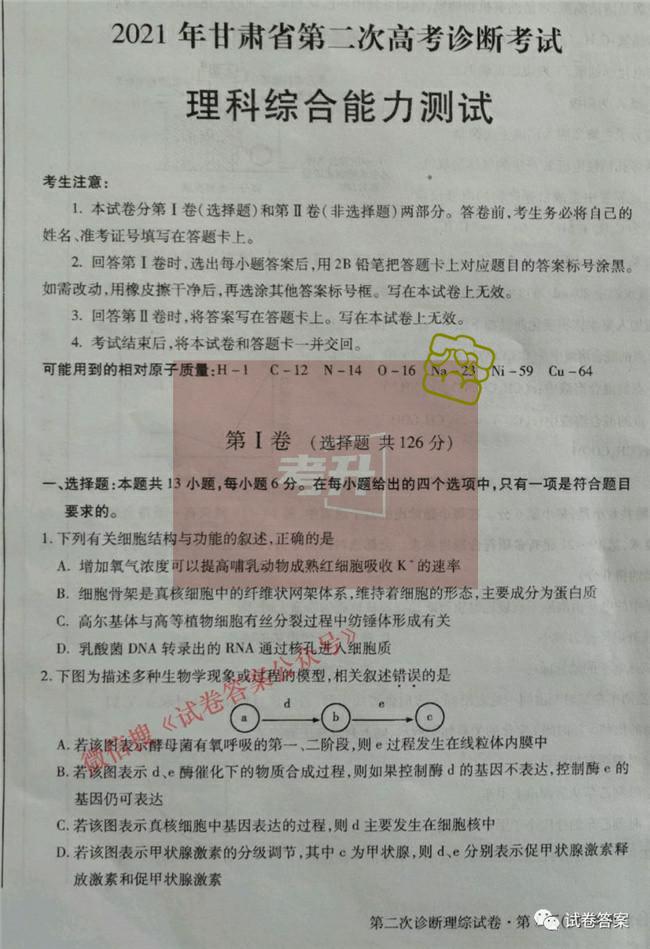 2021 年甘肃省第二次高考诊断考试
理科综合能力测试
考生注意:
1. 本试卷分第Ⅰ卷(选择题)和第Ⅱ卷(非选择题)两部分。答卷前,考生务必将自己的
姓名、准考证号填写在答题卡上。
2. 回答第Ⅰ卷时,选出每小题答案后,用2B铅笔把答题卡上对应题目的答案标号涂黑。
如需改动,用橡皮擦干净后,再选涂其他答案标号框。写在本试卷上无效。
3. 回答第Ⅱ卷时,将答案写在答题卡上。写在本试卷上无效。
4. 考试结束后,将本试卷和答题卡一并交回。
可能用到的相对原子质量:H-1 C-12 N-14 O-16 Na-23 Ni-59 Cu-64
第Ⅰ卷 (选择题 共126分)
考升
一、选择题:本题共13小题,每小题6分。在每小题给出的四个选项中,只有一项是符合题目
要求的。
1. 下列有关细胞结构与功能的叙述,正确的是
A. 增加氧气浓度可以提高哺乳动物成熟红细胞吸收K⁺的速率
B. 细胞骨架是真核细胞中的纤维状网架体系,维持着细胞的形态,主要成分为蛋白质
C. 高尔基体与高等植物细胞有丝分裂过程中纺锤体形成有关
D. 乳酸菌DNA转录出的RNA通过核孔进入细胞质
2. 下图为描述多种生物学现象或过程的模型,相关叙述错误的是
a d b e c
A. 若该图表示酵母菌有氧呼吸的第一、二阶段,则e过程发生在线粒体内膜中
B. 若该图表示d、e酶催化下的物质合成过程,则如果控制酶d的基因不表达,控制酶e的
基因仍可表达
C. 若该图表示真核细胞中基因表达的过程,则d主要发生在细胞核中
D. 若该图表示甲状腺激素的分级调节,其中c为甲状腺,则d、e分别表示促甲状腺激素释
放激素和促甲状腺激素
微信搜《试卷答案公众号》
第二次诊断理综试卷·第
试卷答案